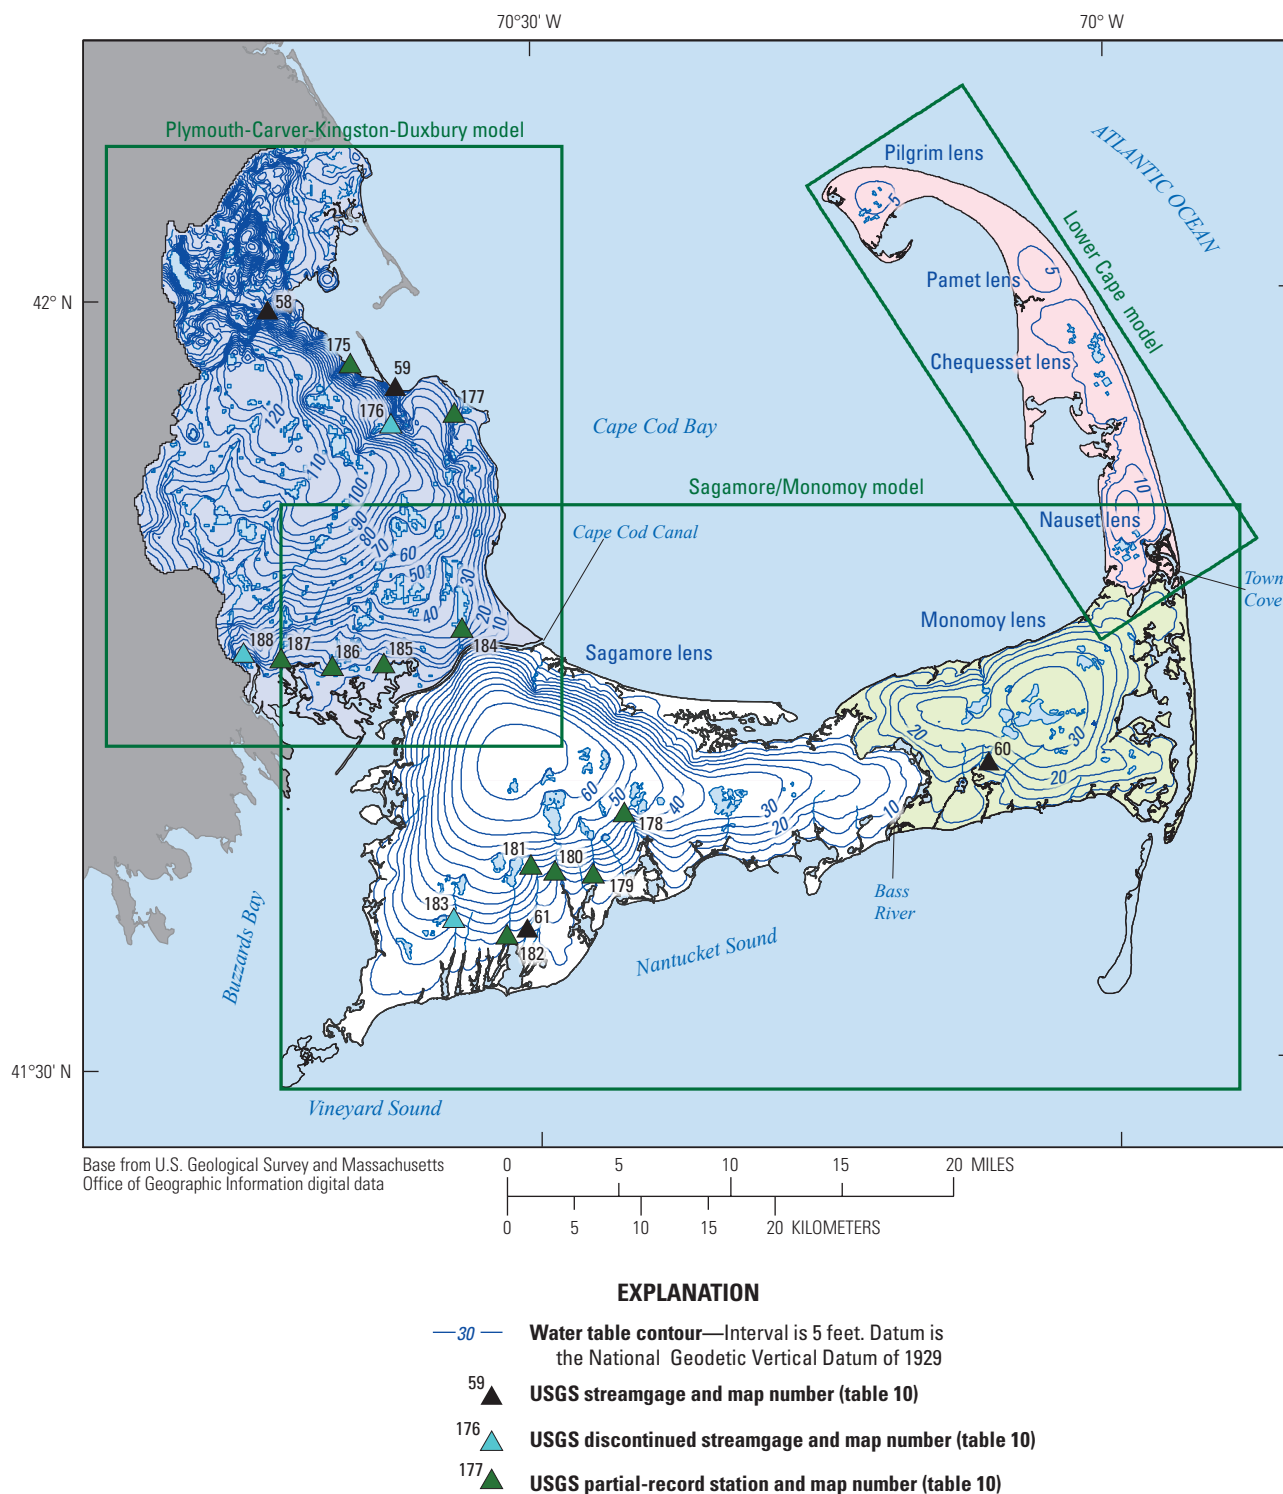 70°30' W
70° W
Plymouth-Carver-Kingston-Duxbury model
Pilgrim lens
ATLANTIC OCEAN
5
Lower Cape model
Pamet lens
5
42° N
58
175
59
Chequesset lens
177
176
120
Cape Cod Bay
110
100
90
80
70
60
50
40
30
20
10
Sagamore/Monomoy model
10
Nauset lens
Cape Cod Canal
Town
Cove
Monomoy lens
188
187
186
185
184
Sagamore lens
20
30
60
20
60
50
40
30
20
10
178
181
180
179
183
61
182
Bass
River
Buzzards Bay
Nantucket Sound
41°30' N
Vineyard Sound
Base from U.S. Geological Survey and Massachusetts
Office of Geographic Information digital data
0 5 10 15 20 MILES
0 5 10 15 20 KILOMETERS
EXPLANATION
30 Water table contour—Interval is 5 feet. Datum is
the National Geodetic Vertical Datum of 1929
59 USGS streamgage and map number (table 10)
176 USGS discontinued streamgage and map number (table 10)
177 USGS partial-record station and map number (table 10)